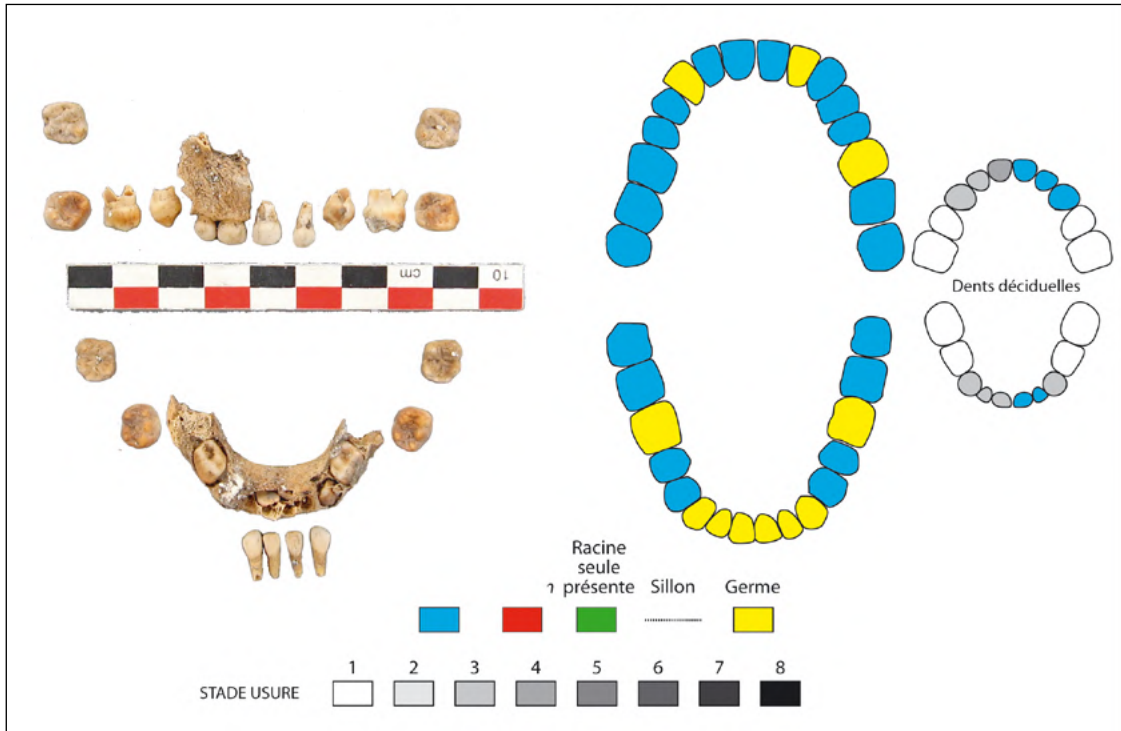 10
cm
Dents déciduelles
Racine
seule
présente
Sillon
Germe
1 2 3 4 5 6 7 8
STADE USURE